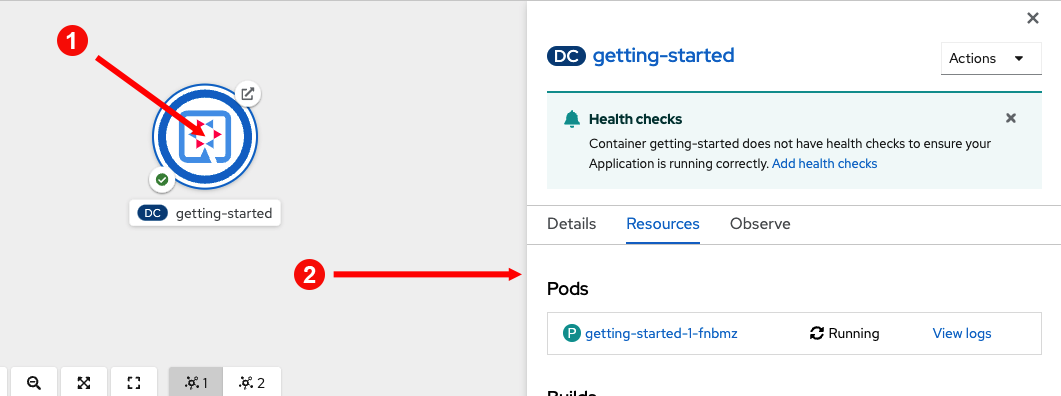 1
DC getting-started
Actions
Health checks
Container getting-started does not have health checks to ensure your
Application is running correctly. Add health checks
DC getting-started
Details Resources Observe
2
Pods
P getting-started-1-fnbmz Running View logs
1 2
Builds